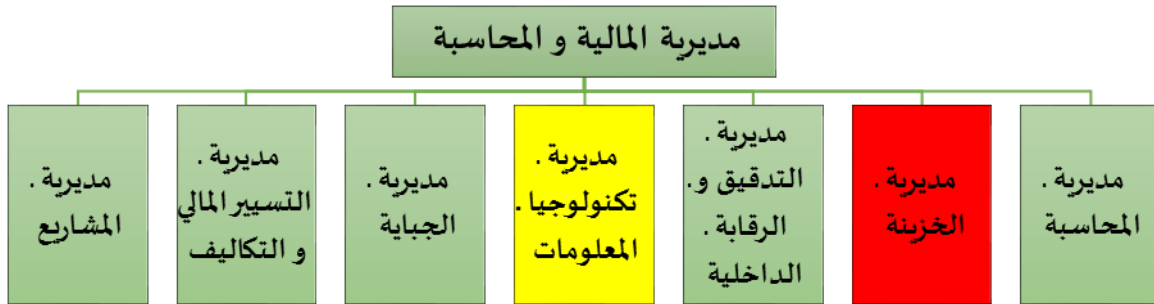 مديرية المالية و المحاسبة
مديرية .
المحاسبة
مديرية .
الخزينة
مديرية .
التدقيق و.
الرقابة .
الداخلية
مديرية .
تكنولوجيا .
المعلومات
مديرية .
الجباية
مديرية .
التسيير المالي
و التكاليف
مديرية .
المشاريع